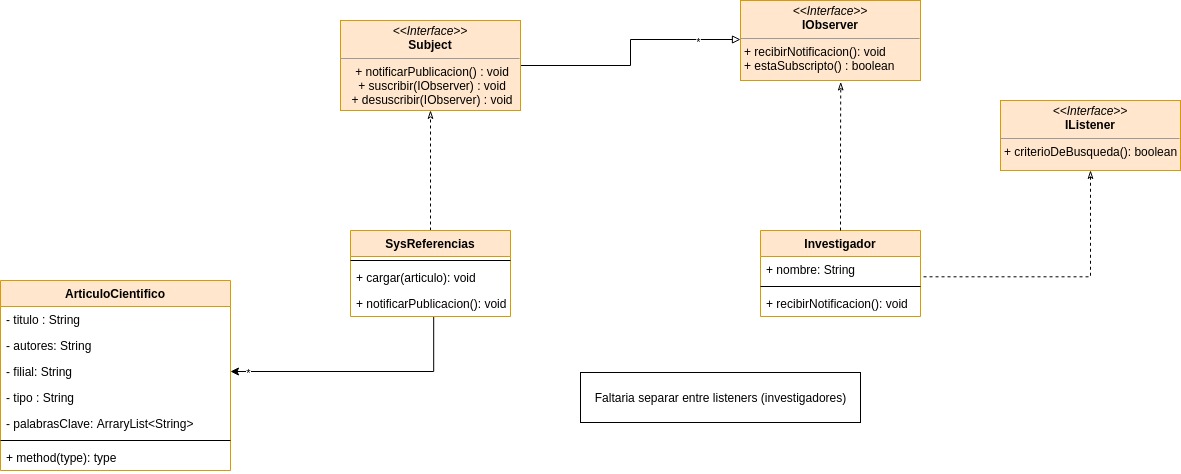 <<Interface>>
Subject
+ notificarPublicacion() : void
+ suscribir(IObserver) : void
+ desuscribir(IObserver) : void
*
<<Interface>>
IObserver
+ recibirNotificacion(): void
+ estaSubscripto() : boolean
<<Interface>>
IListener
+ criterioDeBusqueda(): boolean
SysReferencias
+ cargar(articulo): void
+ notificarPublicacion(): void
Investigador
+ nombre: String
+ recibirNotificacion(): void
ArticuloCientifico
- titulo : String
- autores: String
- filial: String
- tipo : String
- palabrasClave: ArraryList<String>
+ method(type): type
*
Faltaria separar entre listeners (investigadores)